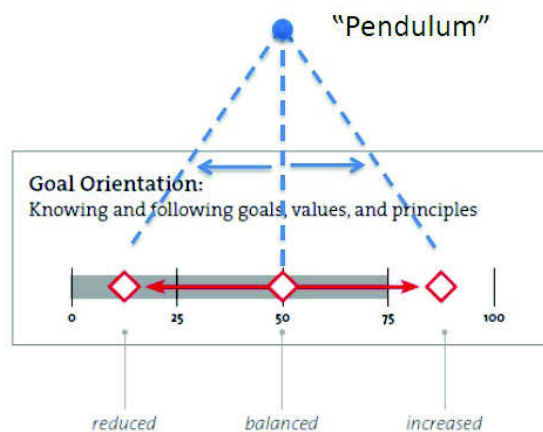 "Pendulum"
Goal Orientation:
Knowing and following goals, values, and principles
0 25 50 75 100
reduced balanced increased